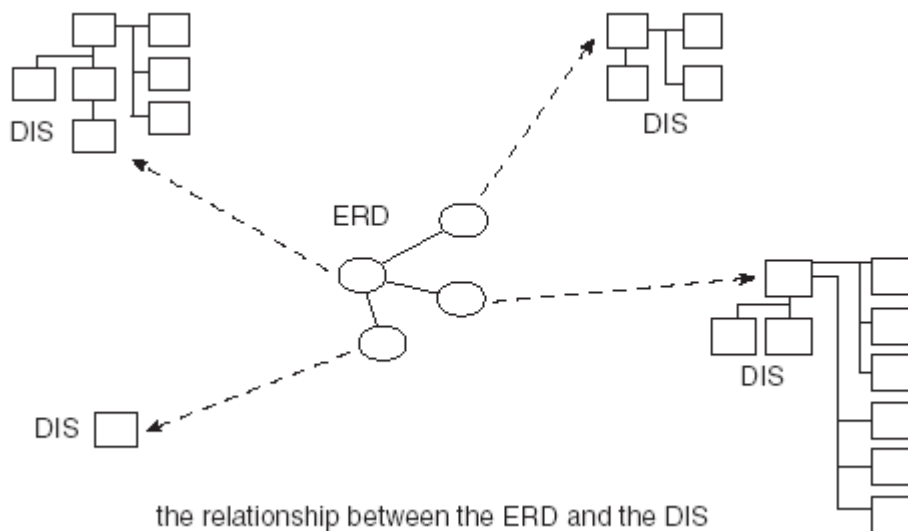 DIS
DIS
ERD
DIS
DIS
the relationship between the ERD and the DIS